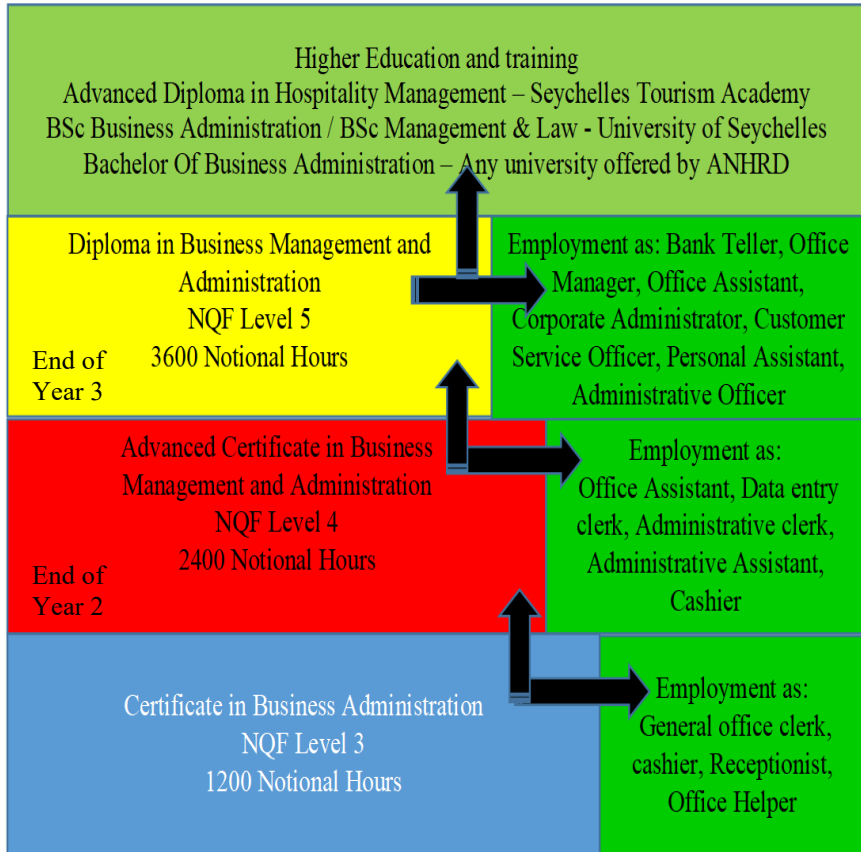 Higher Education and training
Advanced Diploma in Hospitality Management – Seychelles Tourism Academy
BSc Business Administration / BSc Management & Law - University of Seychelles
Bachelor Of Business Administration – Any university offered by ANHRD
Diploma in Business Management and
Administration
NQF Level 5
3600 Notional Hours
End of
Year 3
Employment as: Bank Teller, Office
Manager, Office Assistant,
Corporate Administrator, Customer
Service Officer, Personal Assistant,
Administrative Officer
Advanced Certificate in Business
Management and Administration
NQF Level 4
2400 Notional Hours
End of
Year 2
Employment as:
Office Assistant, Data entry
clerk, Administrative clerk,
Administrative Assistant,
Cashier
Certificate in Business Administration
NQF Level 3
1200 Notional Hours
Employment as:
General office clerk,
cashier, Receptionist,
Office Helper